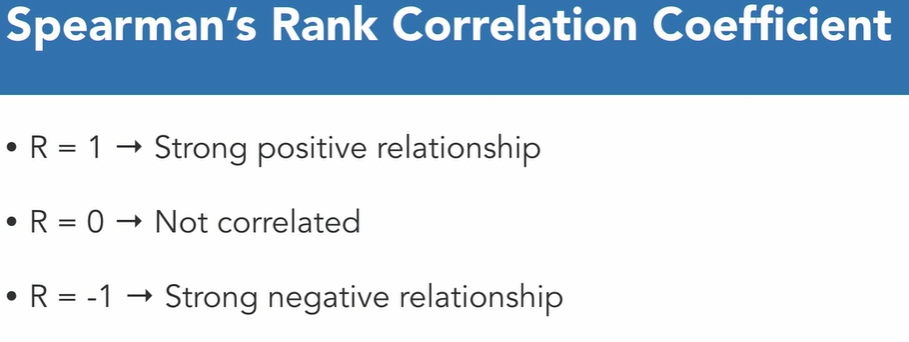 Spearman’s Rank Correlation Coefficient
• R = 1 → Strong positive relationship
• R = 0 → Not correlated
• R = -1 → Strong negative relationship